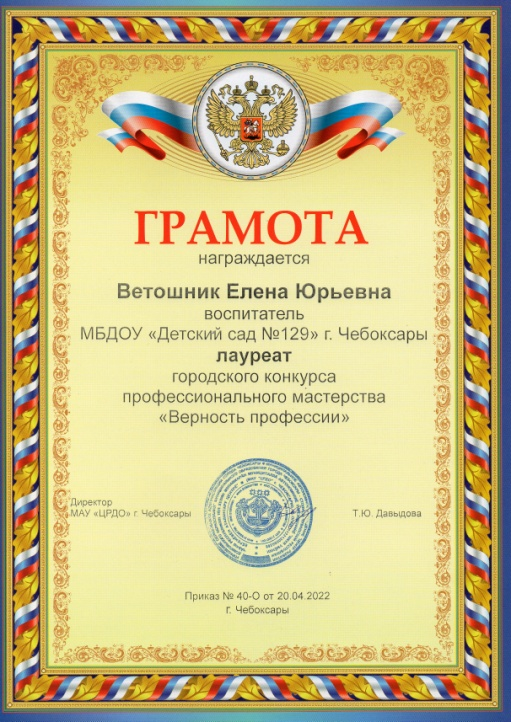 ГРАМОТА
награждается
Ветошник Елена Юрьевна
воспитатель
МБДОУ «Детский сад №129» г. Чебоксары
лауреат
городского конкурса
профессионального мастерства
«Верность профессии»
Директор
МАУ «ЦРДО» г. Чебоксары
Т.Ю. Давыдова
Приказ № 40-О от 20.04.2022
г. Чебоксары